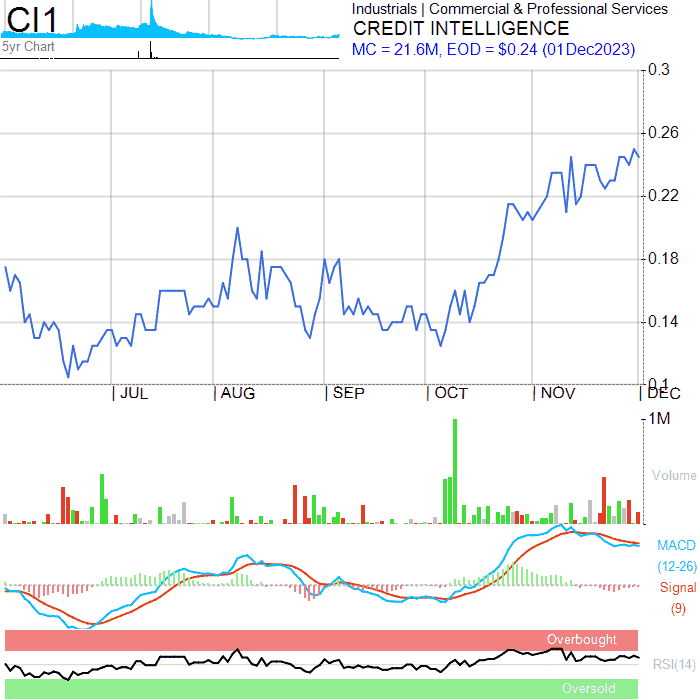 CI1
Industrials | Commercial & Professional Services
CREDIT INTELLIGENCE
5yr Chart
MC = 21.6M, EOD = $0.24 (01Dec2023)
0.3
0.26
0.22
0.18
0.14
0.1
JUL AUG SEP OCT NOV DEC
1M
Volume
MACD
(12-26)
Signal
(9)
Overbought
RSI(14)
Oversold